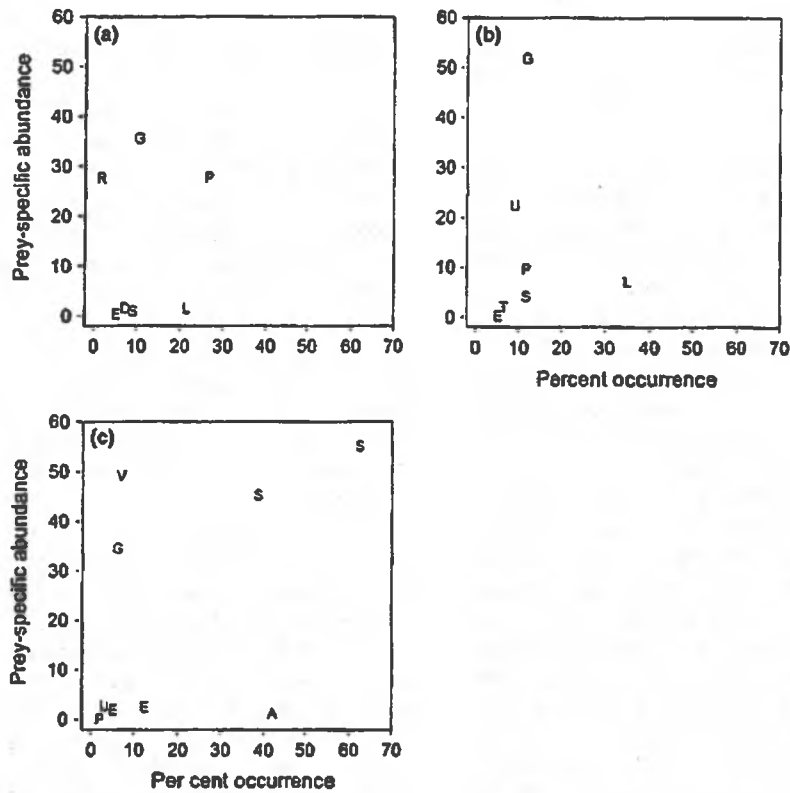 (a)
Prey-specific abundance
60
50
40
30
20
10
0
G
R P
E D S L
0 10 20 30 40 50 60 70
(b)
60
50
40
30
20
10
0
G
U
P
L
S
T
E
0 10 20 30 40 50 60 70
Percent occurrence
(c)
Prey-specific abundance
60
50
40
30
20
10
0
S
V
S
G
U E E A
P
0 10 20 30 40 50 60 70
Per cent occurrence